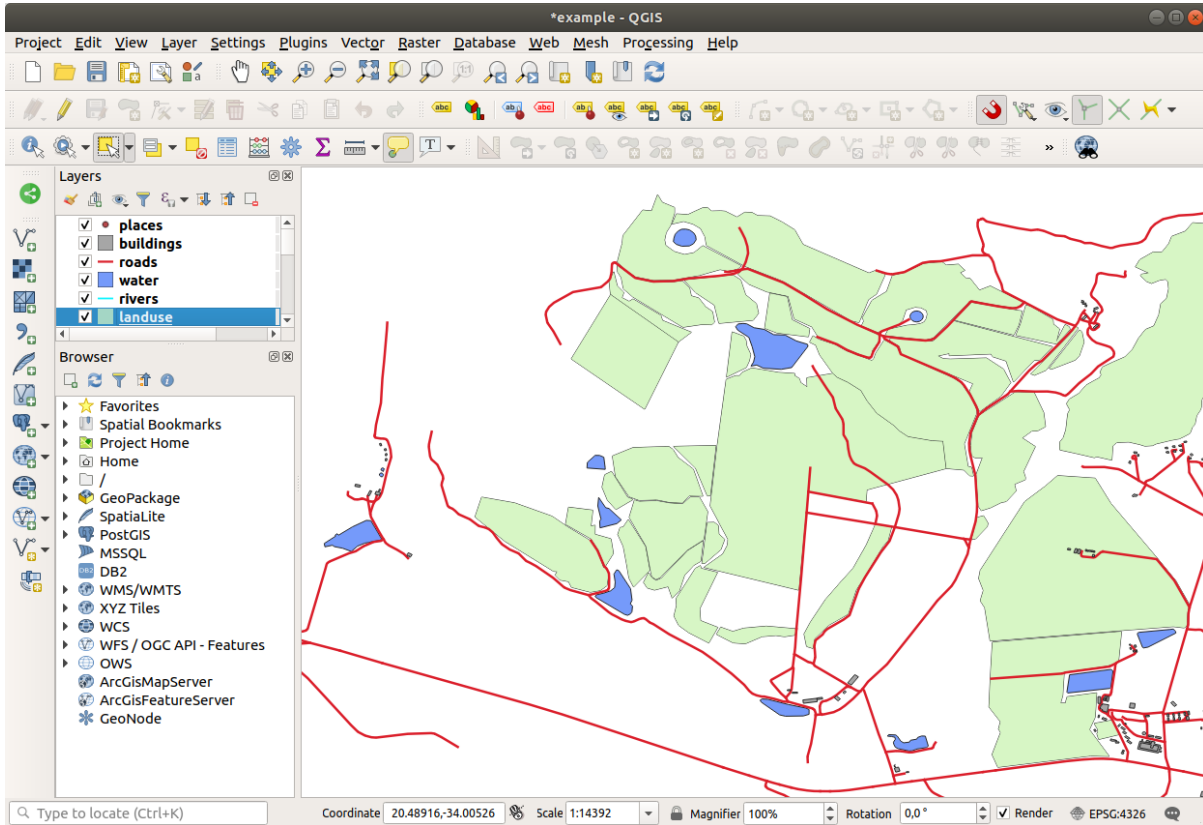 *example - QGIS
Project Edit View Layer Settings Plugins Vector Raster Database Web Mesh Processing Help
Layers
places
buildings
roads
water
rivers
landuse
Browser
Favorites
Spatial Bookmarks
Project Home
Home
/
GeoPackage
SpatiaLite
PostGIS
MSSQL
DB2
WMS/WMTS
XYZ Tiles
WCS
WFS / OGC API - Features
OWS
ArcGisMapServer
ArcGisFeatureServer
GeoNode
Type to locate (Ctrl+K) Coordinate 20.48916,-34.00526 Scale 1:14392 Magnifier 100% Rotation 0,0 ° Render EPSG:4326